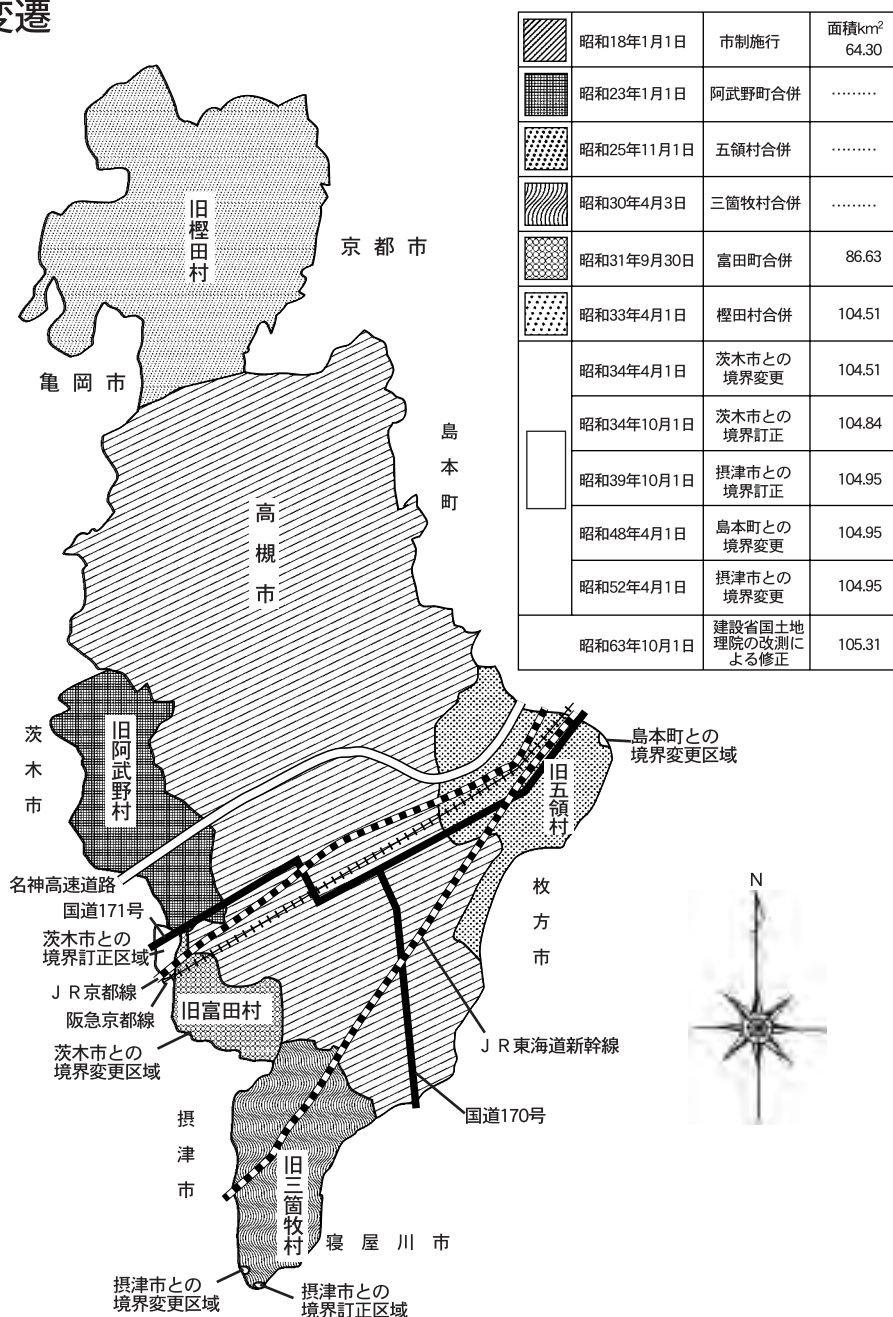 変遷
昭和18年1月1日 市制施行 面積km² 64.30
昭和23年1月1日 阿武野町合併 ………
昭和25年11月1日 五領村合併 ………
昭和30年4月3日 三箇牧村合併 ………
昭和31年9月30日 富田町合併 86.63
昭和33年4月1日 樫田村合併 104.51
昭和34年4月1日 茨木市との境界変更 104.51
昭和34年10月1日 茨木市との境界訂正 104.84
昭和39年10月1日 摂津市との境界訂正 104.95
昭和48年4月1日 島本町との境界変更 104.95
昭和52年4月1日 摂津市との境界変更 104.95
昭和63年10月1日 建設省国土地理院の改測による修正 105.31
旧樫田村
京都市
亀岡市
島本町
高槻市
茨木市
旧阿武野村
島本町との
境界変更区域
旧五領村
名神高速道路
国道171号
茨木市との
境界訂正区域
JR京都線
阪急京都線
旧富田村
茨木市との
境界変更区域
枚方市
N
JR東海道新幹線
国道170号
摂津市
旧三箇牧村
寝屋川市
摂津市との
境界変更区域
摂津市との
境界訂正区域